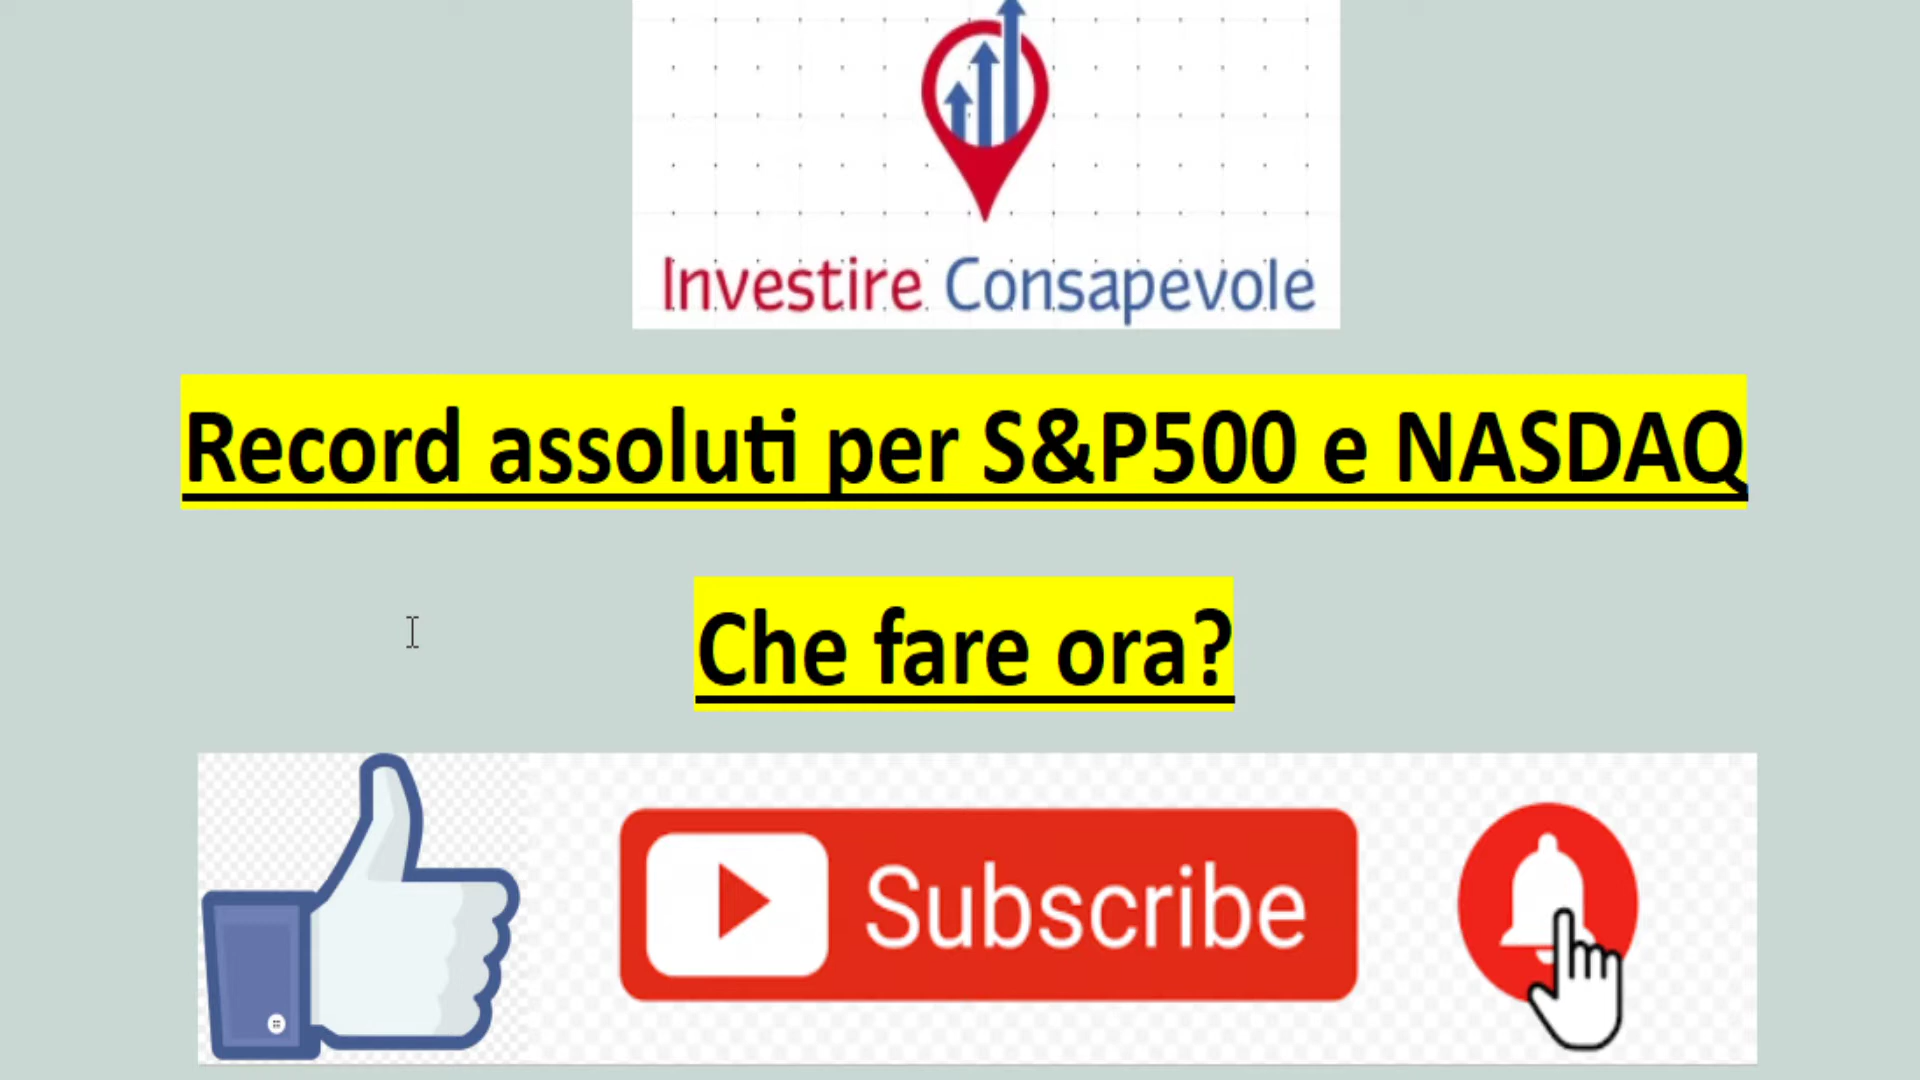 Investire Consapevole
Record assoluti per S&P500 e NASDAQ
Che fare ora?
Subscribe